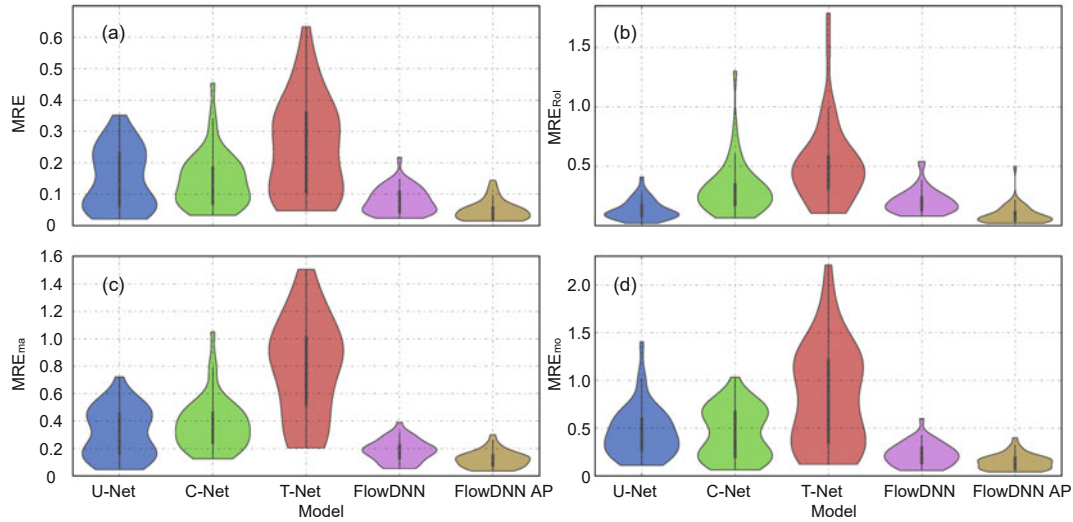 (a)
MRE
0.6
0.5
0.4
0.3
0.2
0.1
0
(b)
MRE_RoI
1.5
1.0
0.5
(c)
MRE_ma
1.6
1.4
1.2
1.0
0.8
0.6
0.4
0.2
0
U-Net C-Net T-Net FlowDNN FlowDNN AP
Model
(d)
MRE_mo
2.0
1.5
1.0
0.5
0
U-Net C-Net T-Net FlowDNN FlowDNN AP
Model